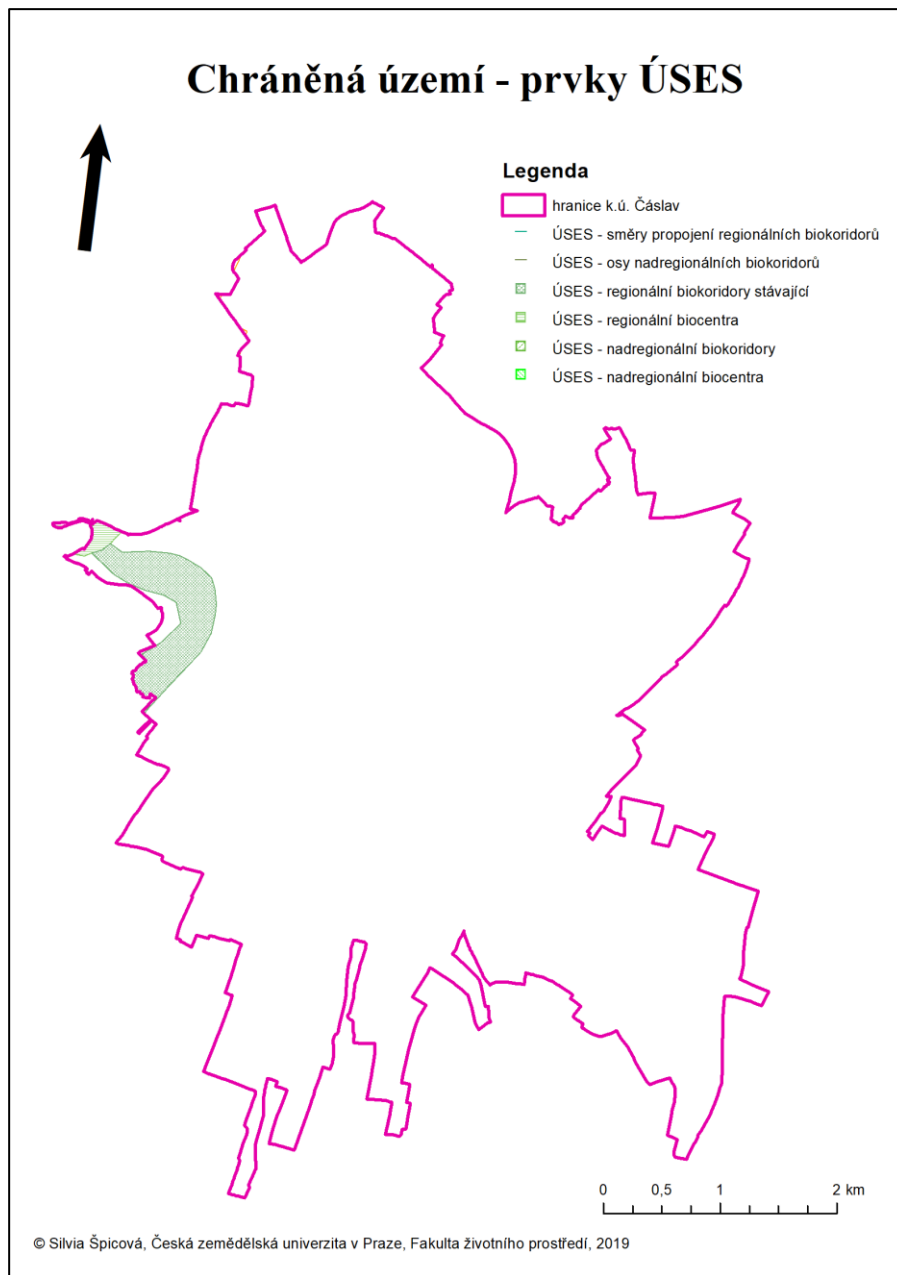 Chráněná území - prvky ÚSES
Legenda
hranice k.ú. Čáslav
ÚSES - směry propojení regionálních biokoridorů
ÚSES - osy nadregionálních biokoridorů
ÚSES - regionální biokoridory stávající
ÚSES - regionální biocentra
ÚSES - nadregionální biokoridory
ÚSES - nadregionální biocentra
0 0,5 1 2 km
© Silvia Špicová, Česká zemědělská univerzita v Praze, Fakulta životního prostředí, 2019